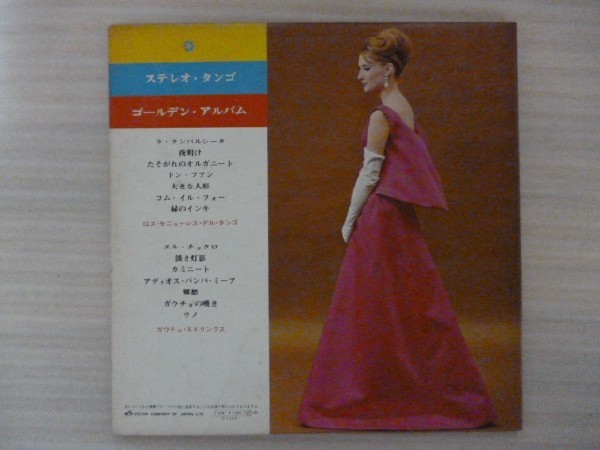 ステレオ・タンゴ
ゴールデン・アルバム
ラ・クンパルシータ
夜明け
たそがれのオルガニート
ドン・ファン
大きな人形
コム・イル・フォー
緑のインキ
ロス・セニョーレス・デル・タンゴ
エル・チョクロ
淡き灯影
カミニート
アディオス・パンパ・ミーア
郷愁
ガウチョの嘆き
ウノ
ガウチョ・ストリングス
VICTOR COMPANY OF JAPAN, LTD.